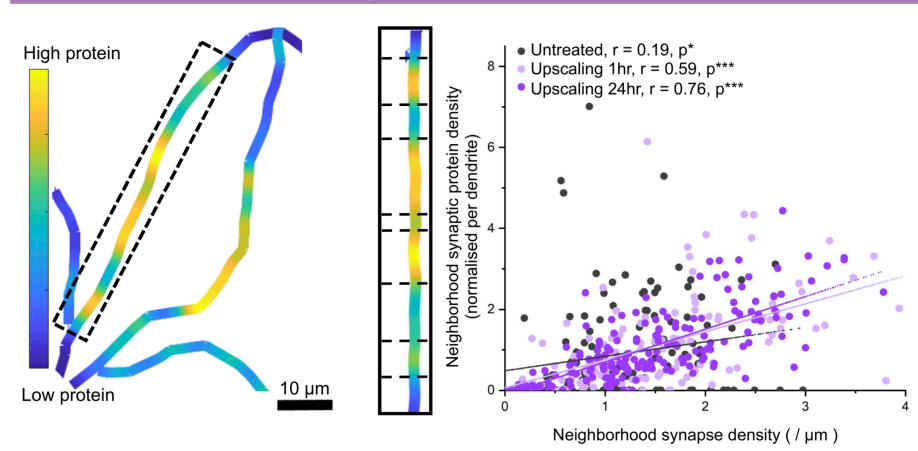 High protein
Low protein
10 μm
Neighborhood synaptic protein density
(normalised per dendrite)
Untreated, r = 0.19, p*
Upscaling 1hr, r = 0.59, p***
Upscaling 24hr, r = 0.76, p***
8
6
4
2
0
0
1
2
3
4
Neighborhood synapse density ( / μm )